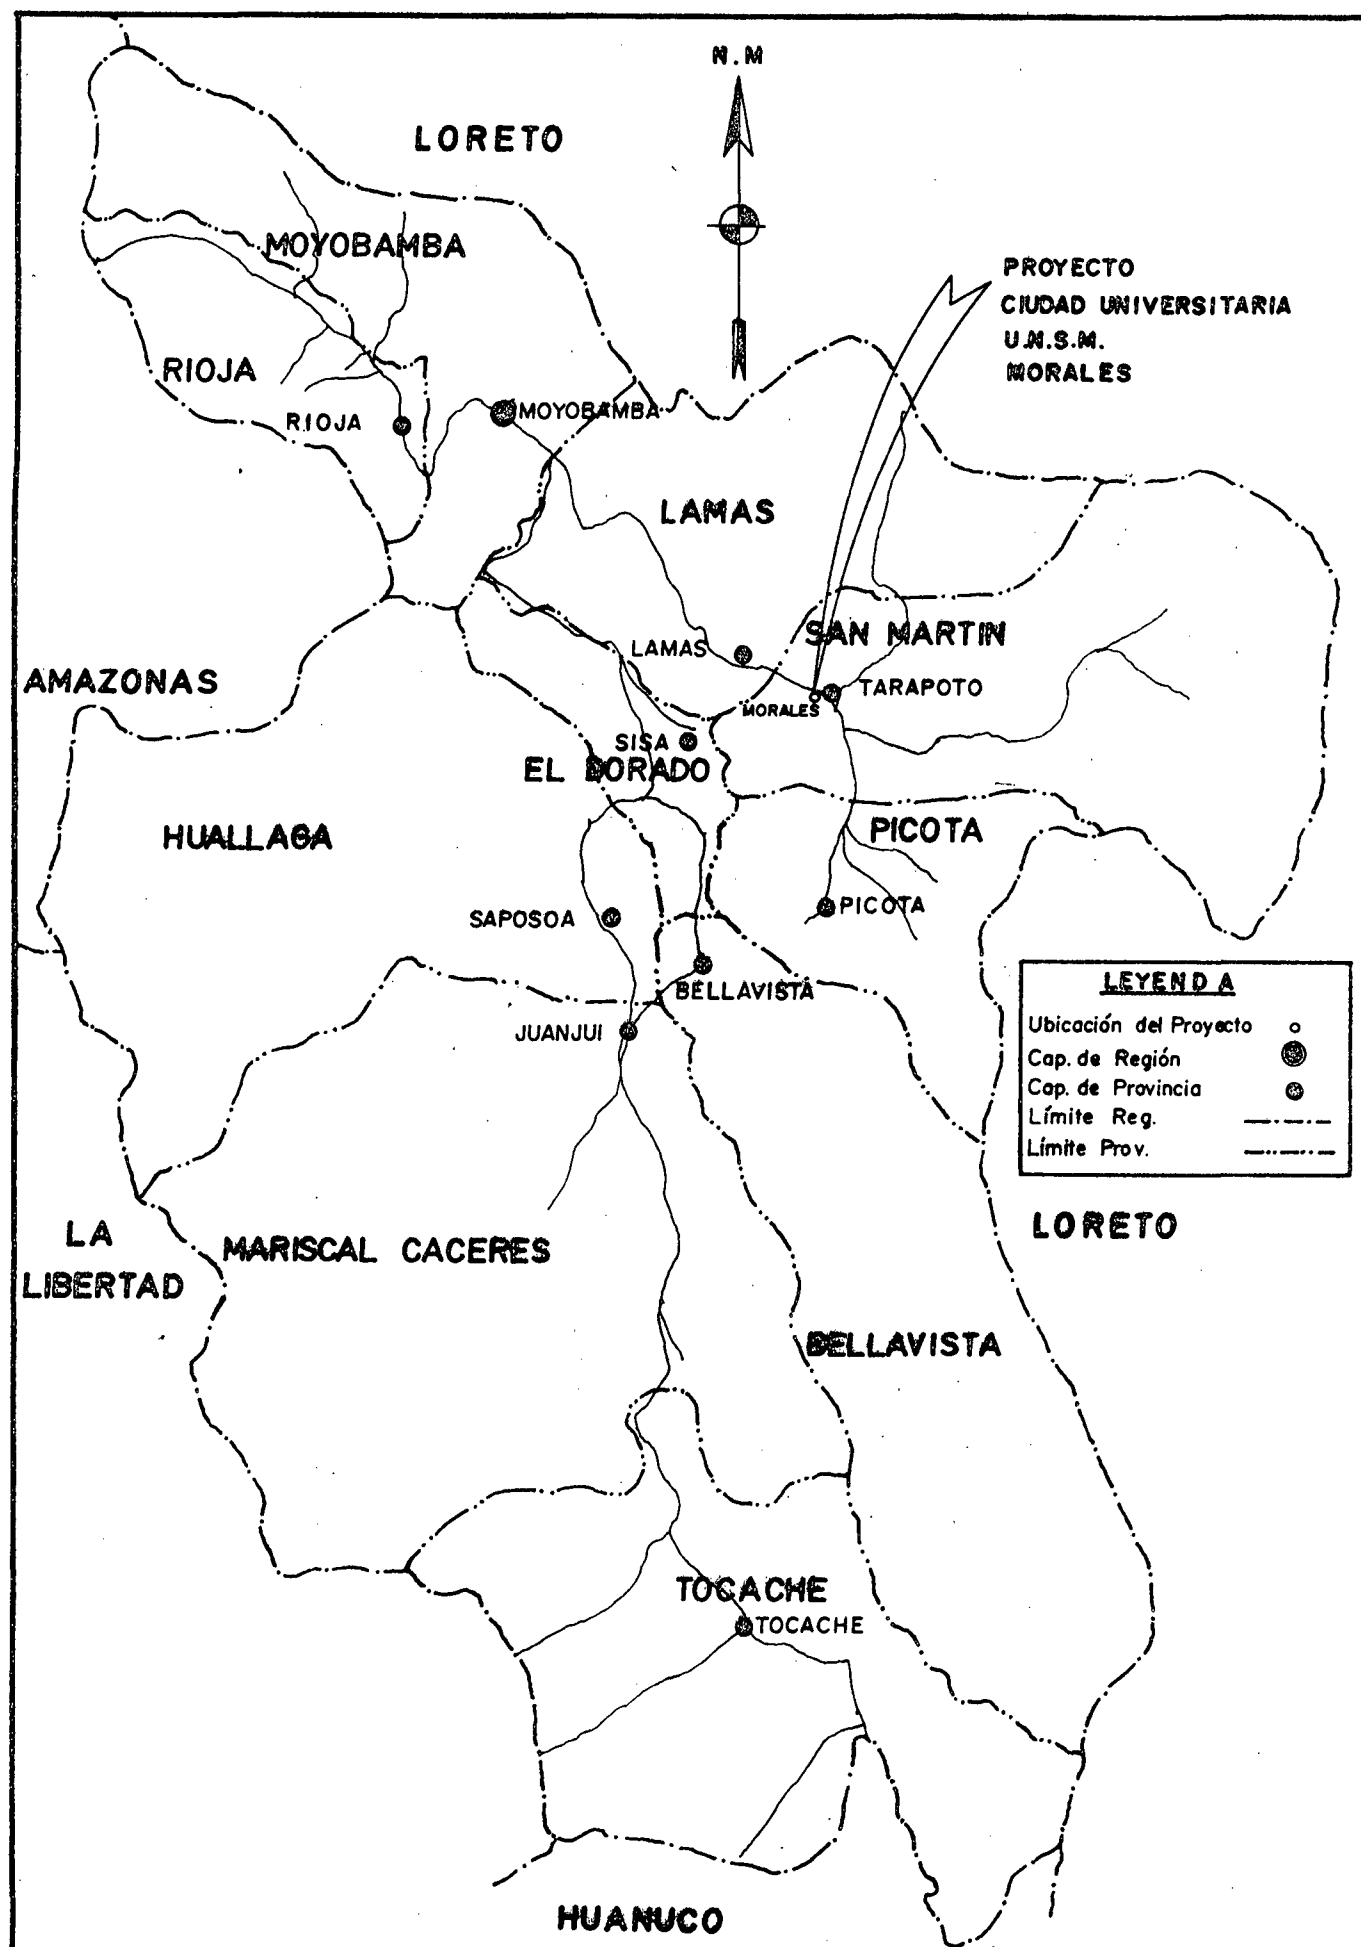 N.M
LORETO
MOYOBAMBA
PROYECTO
CIUDAD UNIVERSITARIA
U.N.S.M.
MORALES
RIOJA
RIOJA
MOYOBAMBA
LAMAS
SAN MARTIN
LAMAS
AMAZONAS
TARAPOTO
MORALES
SISA
EL DORADO
HUALLAGA
PICOTA
SAPOSOA
PICOTA
BELLAVISTA
JUANJUI
LEYENDA
Ubicación del Proyecto
Cap. de Región
Cap. de Provincia
Límite Reg.
Límite Prov.
LA
LIBERTAD
MARISCAL CACERES
LORETO
BELLAVISTA
TOCACHE
TOCACHE
HUANUCO